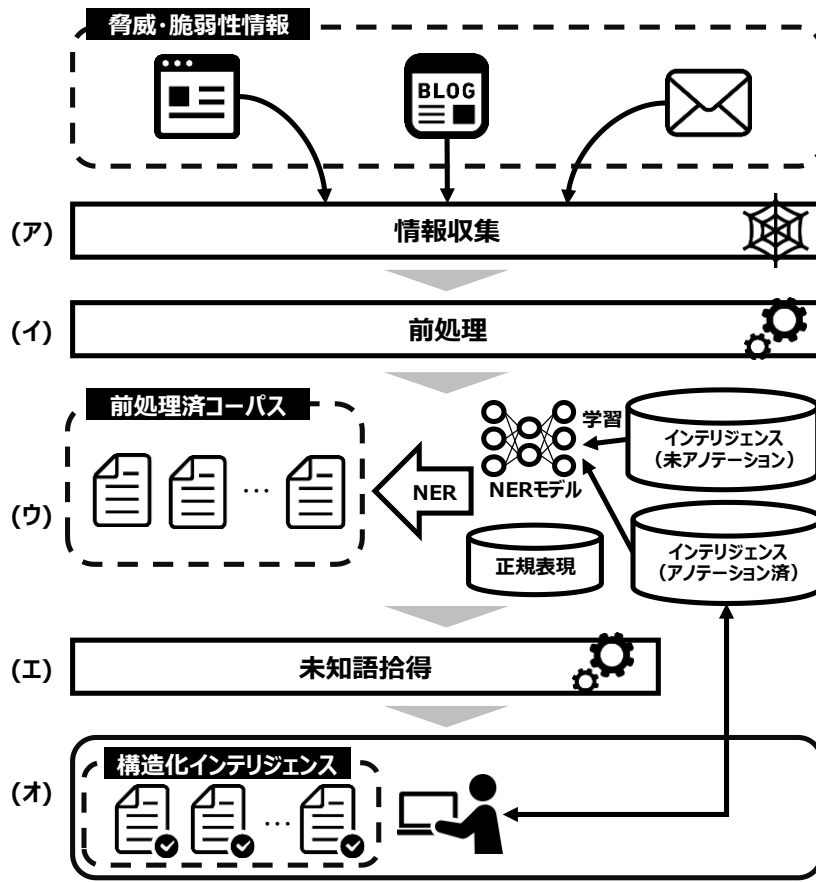 脅威・脆弱性情報
BLOG
(ア)
情報収集
(イ)
前処理
前処理済コーパス
学習
インテリジェンス
（未アノテーション）
…
NER
NERモデル
(ウ)
正規表現
インテリジェンス
（アノテーション済）
(エ)
未知語拾得
構造化インテリジェンス
(オ)
…